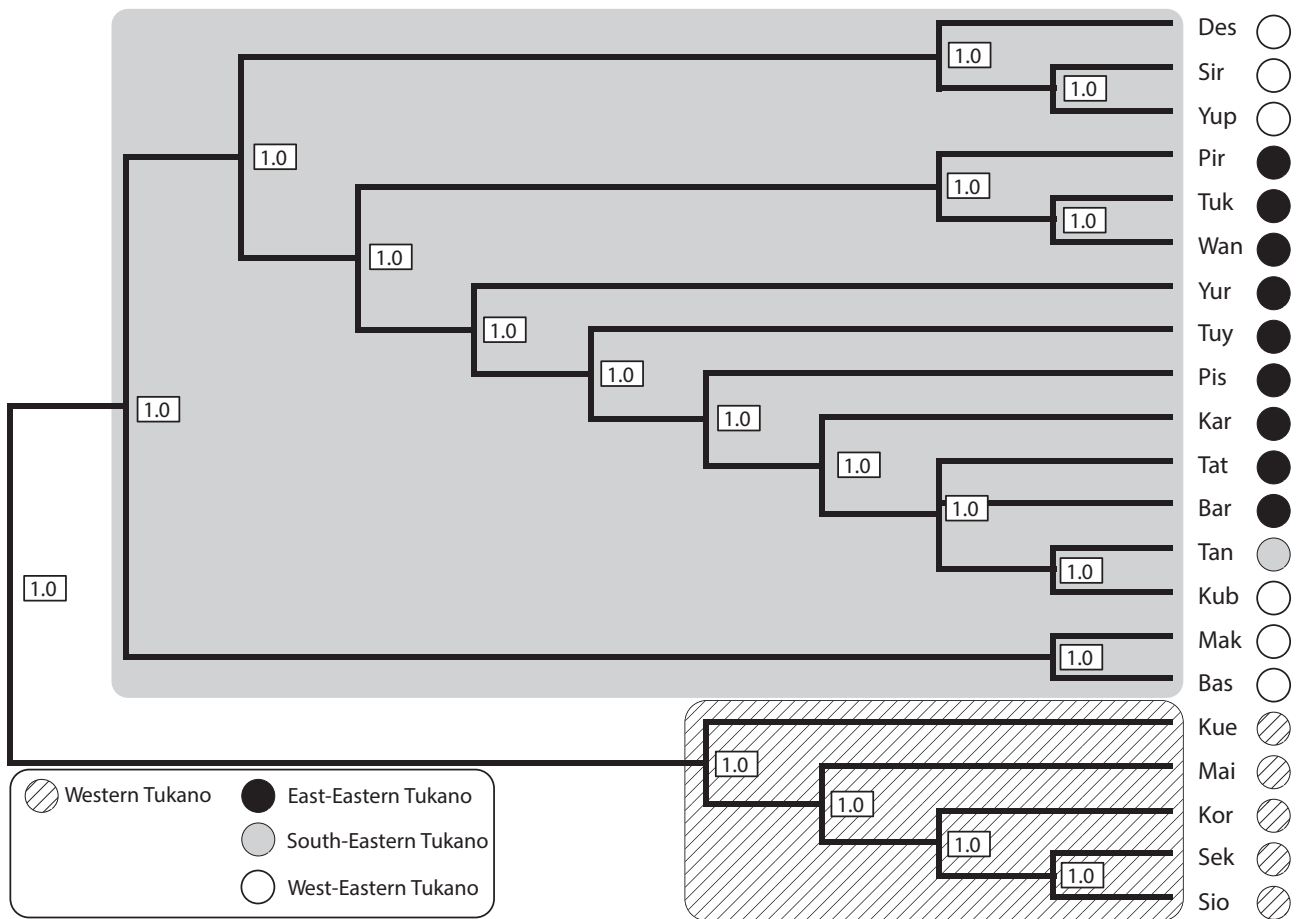 Des
1.0
Sir
1.0
Yup
1.0
Pir
1.0
Tuk
1.0
Wan
1.0
Yur
1.0
Tuy
1.0
Pis
1.0
Kar
1.0
1.0
Tat
1.0
Bar
Tan
1.0
Kub
1.0
Mak
1.0
Bas
Kue
1.0
Mai
1.0
Kor
1.0
Sek
1.0
Sio
Western Tukano
East-Eastern Tukano
South-Eastern Tukano
West-Eastern Tukano